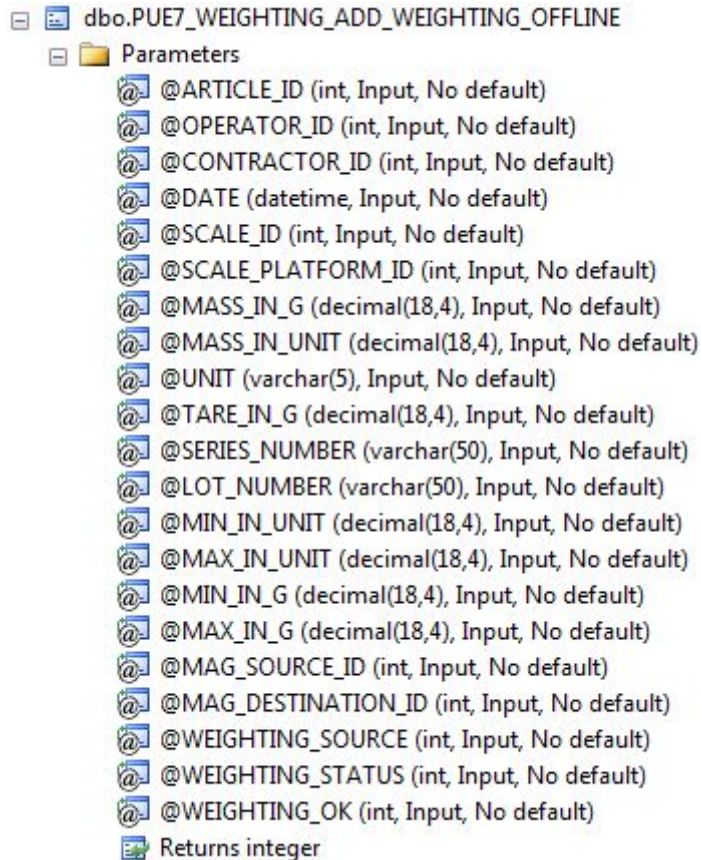 dbo.PUE7_WEIGHTING_ADD_WEIGHTING_OFFLINE
Parameters
@ARTICLE_ID (int, Input, No default)
@OPERATOR_ID (int, Input, No default)
@CONTRACTOR_ID (int, Input, No default)
@DATE (datetime, Input, No default)
@SCALE_ID (int, Input, No default)
@SCALE_PLATFORM_ID (int, Input, No default)
@MASS_IN_G (decimal(18,4), Input, No default)
@MASS_IN_UNIT (decimal(18,4), Input, No default)
@UNIT (varchar(5), Input, No default)
@TARE_IN_G (decimal(18,4), Input, No default)
@SERIES_NUMBER (varchar(50), Input, No default)
@LOT_NUMBER (varchar(50), Input, No default)
@MIN_IN_UNIT (decimal(18,4), Input, No default)
@MAX_IN_UNIT (decimal(18,4), Input, No default)
@MIN_IN_G (decimal(18,4), Input, No default)
@MAX_IN_G (decimal(18,4), Input, No default)
@MAG_SOURCE_ID (int, Input, No default)
@MAG_DESTINATION_ID (int, Input, No default)
@WEIGHTING_SOURCE (int, Input, No default)
@WEIGHTING_STATUS (int, Input, No default)
@WEIGHTING_OK (int, Input, No default)
Returns integer